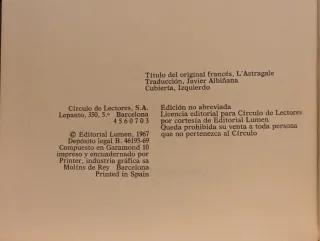 Título del original francés, L'Astragale
Traducción, Javier Albiñana
Cubierta, Izquierdo
Círculo de Lectores, S.A.
Lepanto, 350, 5.º Barcelona
4560703
Edición no abreviada
Licencia editorial para Círculo de Lectores
por cortesía de Editorial Lumen
Queda prohibida su venta a toda persona
que no pertenezca al Círculo
© Editorial Lumen, 1967
Depósito legal B. 46195-69
Compuesto en Garamond 10
impreso y encuadernado por
Printer, industria gráfica sa
Molins de Rey Barcelona
Printed in Spain